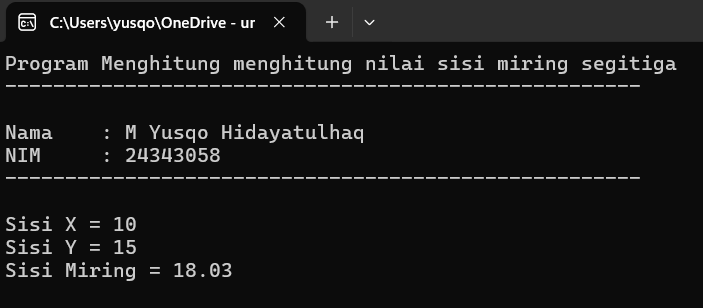 C:\Users\yusqo\OneDrive - ur
Program Menghitung menghitung nilai sisi miring segitiga
-----------------------------------------------------
Nama    : M Yusqo Hidayatulhaq
NIM     : 24343058
-----------------------------------------------------
Sisi X = 10
Sisi Y = 15
Sisi Miring = 18.03